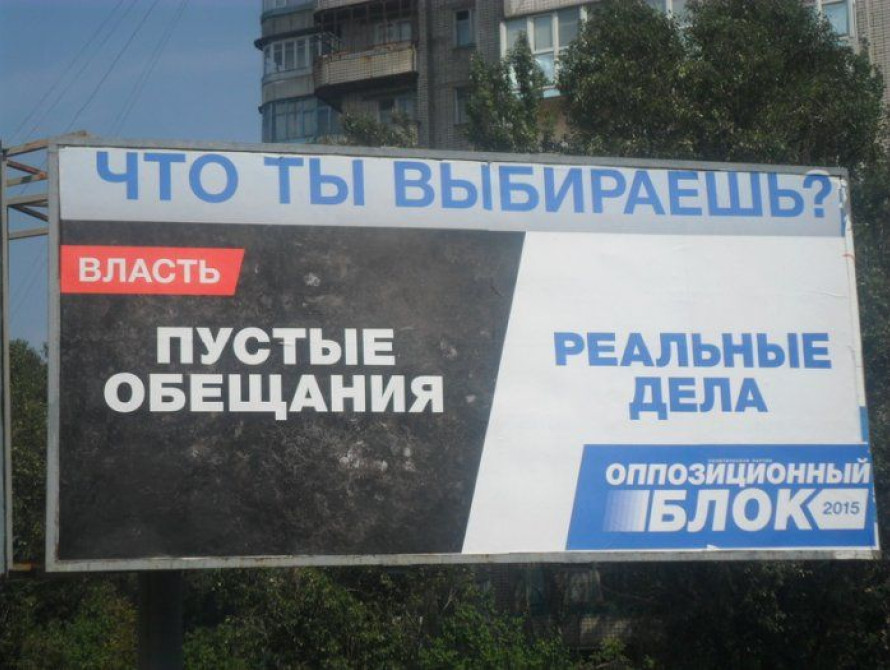 ЧТО ТЫ ВЫБИРАЕШЬ?
ВЛАСТЬ
ПУСТЫЕ
ОБЕЩАНИЯ
РЕАЛЬНЫЕ
ДЕЛА
ОППОЗИЦИОННЫЙ
БЛОК
2015